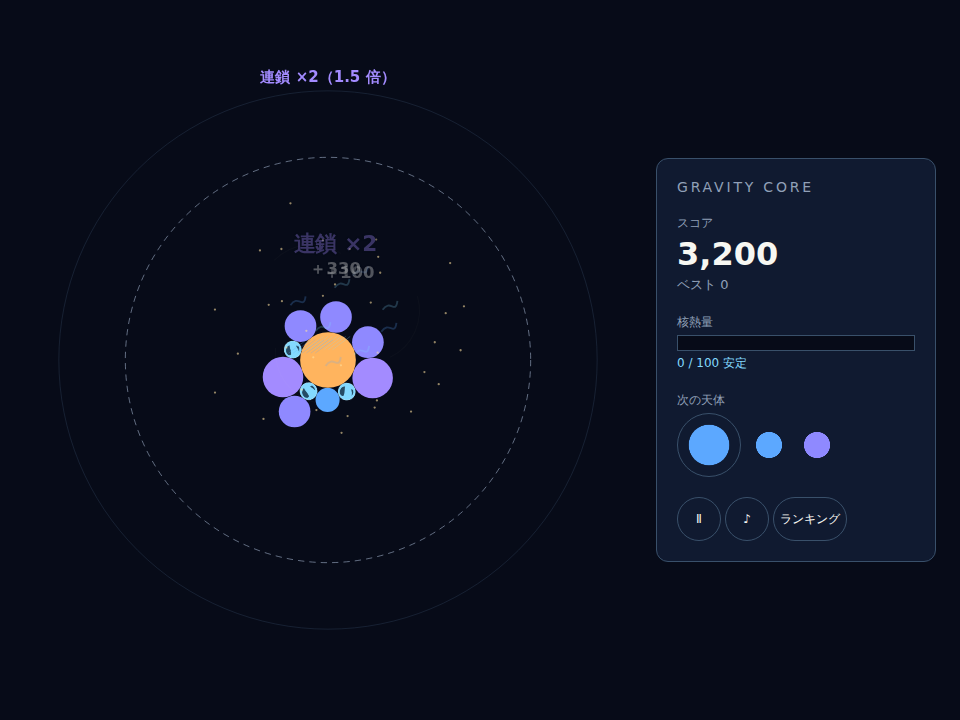 連鎖 ×2（1.5 倍）
連鎖 ×2
+330
+100
GRAVITY CORE
スコア
3,200
ベスト 0
核熱量
0 / 100 安定
次の天体
Ⅱ
♪
ランキング